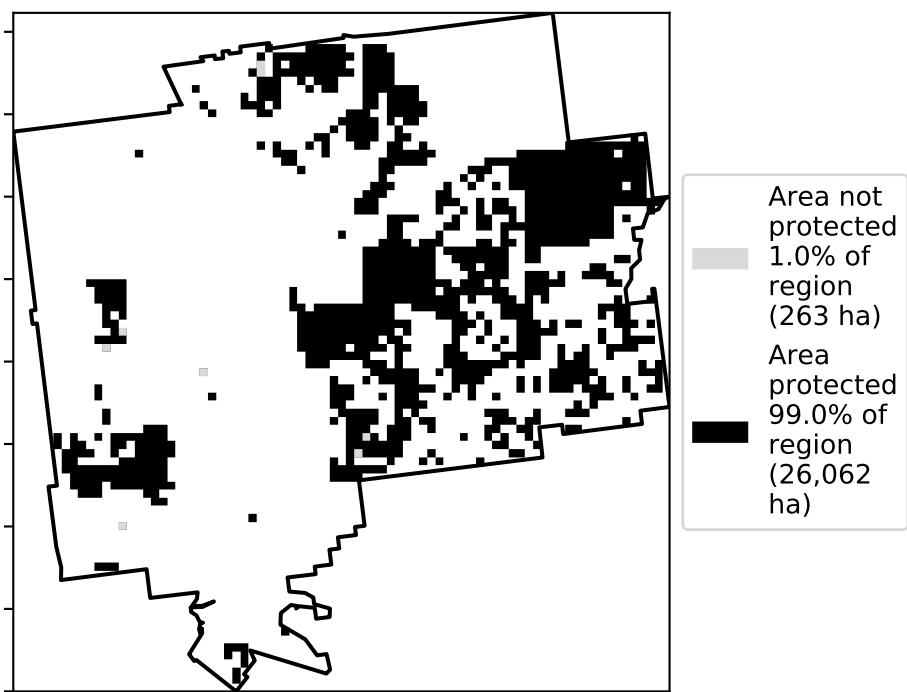 Area not
protected
1.0% of
region
(263 ha)
Area
protected
99.0% of
region
(26,062
ha)